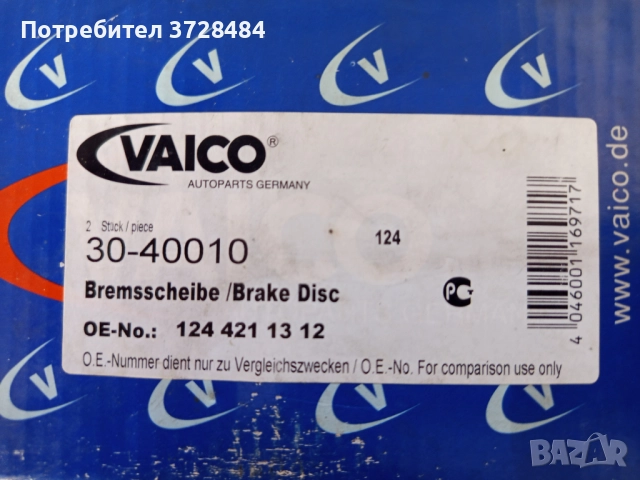 Потребител 3728484
VAICO®
AUTOPARTS GERMANY
2 Stück / piece
30-40010
124
Bremsscheibe /Brake Disc
OE-No.: 124 421 13 12
O.E.-Nummer dient nur zu Vergleichszwecken / O.E.-No. For comparison use only
4 046001 169717
www.vaico.de
BAZAR